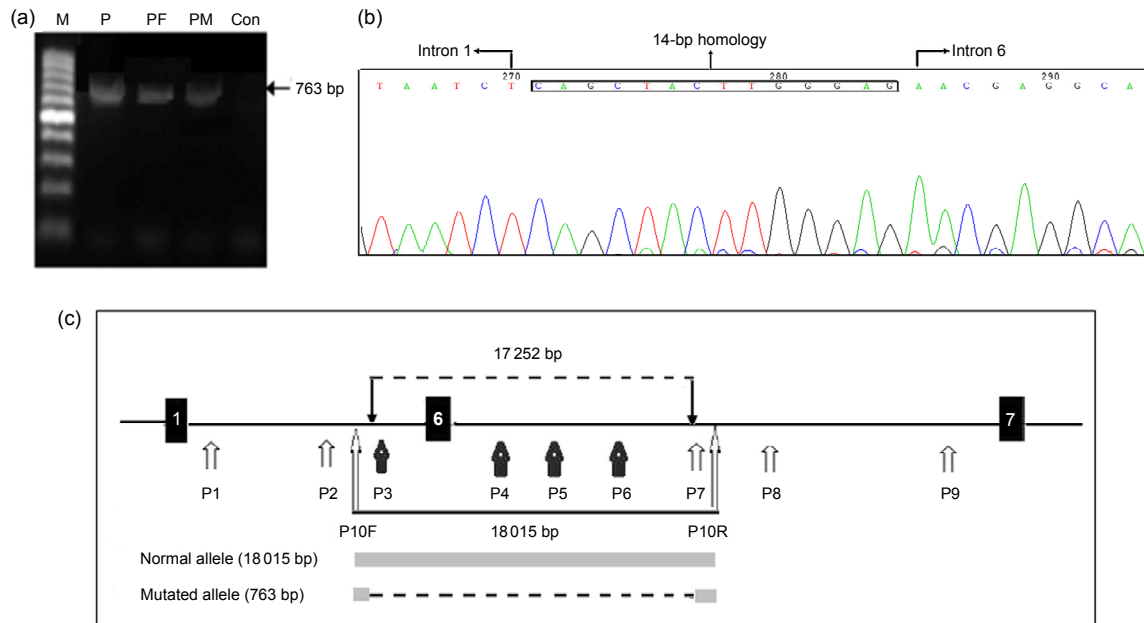 (a)
M P PF PM Con
763 bp
(b)
14-bp homology
Intron 1 Intron 6
270 280 290
T A A T C T C A G C T A C T T G G G A G A A C G A G G C A
(c)
17 252 bp
1 6 7
P1 P2 P3 P4 P5 P6 P7 P8 P9
P10F 18 015 bp P10R
Normal allele (18 015 bp)
Mutated allele (763 bp)